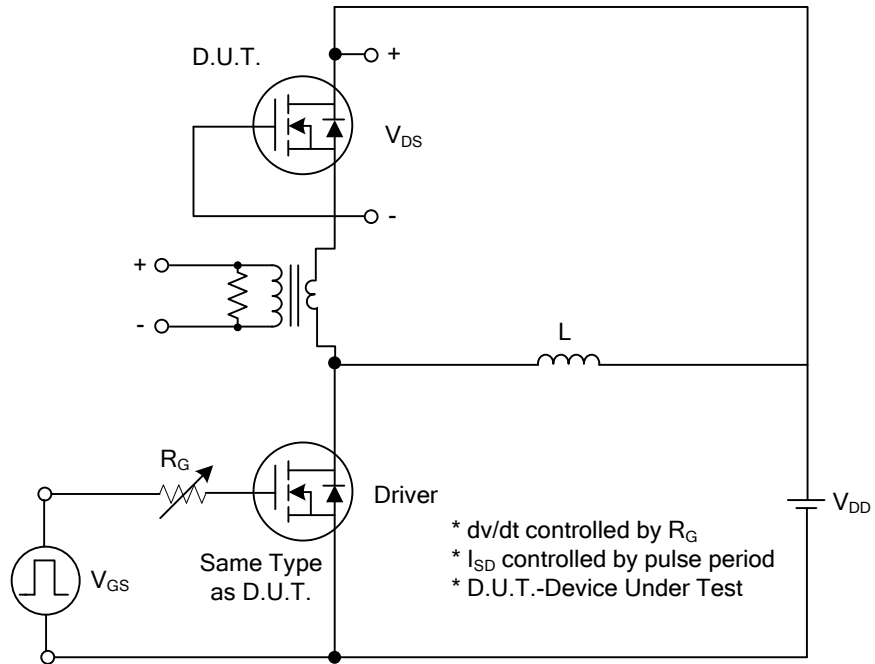 D.U.T.
+
V_DS
-
+
-
L
R_G
Driver
V_DD
V_GS
Same Type
as D.U.T.
* dv/dt controlled by R_G
* I_SD controlled by pulse period
* D.U.T.-Device Under Test